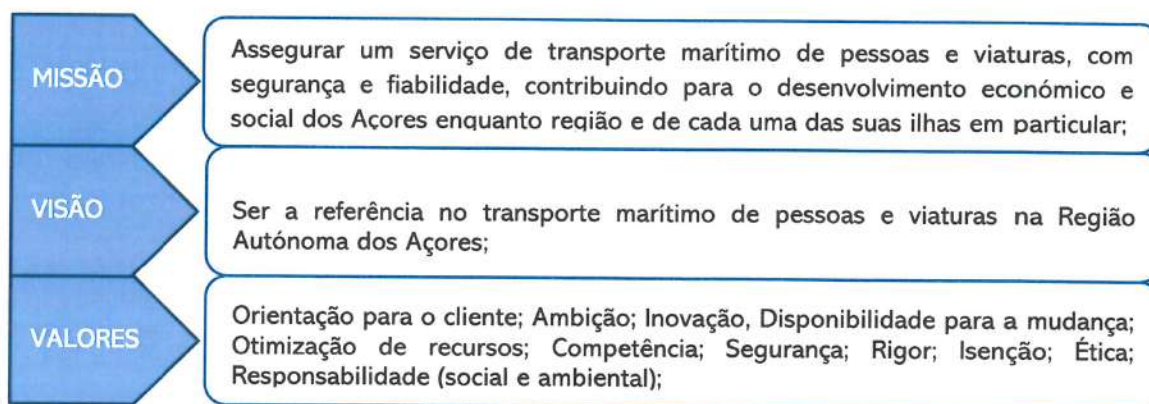 MISSÃO
Assegurar um serviço de transporte marítimo de pessoas e viaturas, com
segurança e fiabilidade, contribuindo para o desenvolvimento económico e
social dos Açores enquanto região e de cada uma das suas ilhas em particular;
VISÃO
Ser a referência no transporte marítimo de pessoas e viaturas na Região
Autónoma dos Açores;
VALORES
Orientação para o cliente; Ambição; Inovação, Disponibilidade para a mudança;
Otimização de recursos; Competência; Segurança; Rigor; Isenção; Ética;
Responsabilidade (social e ambiental);